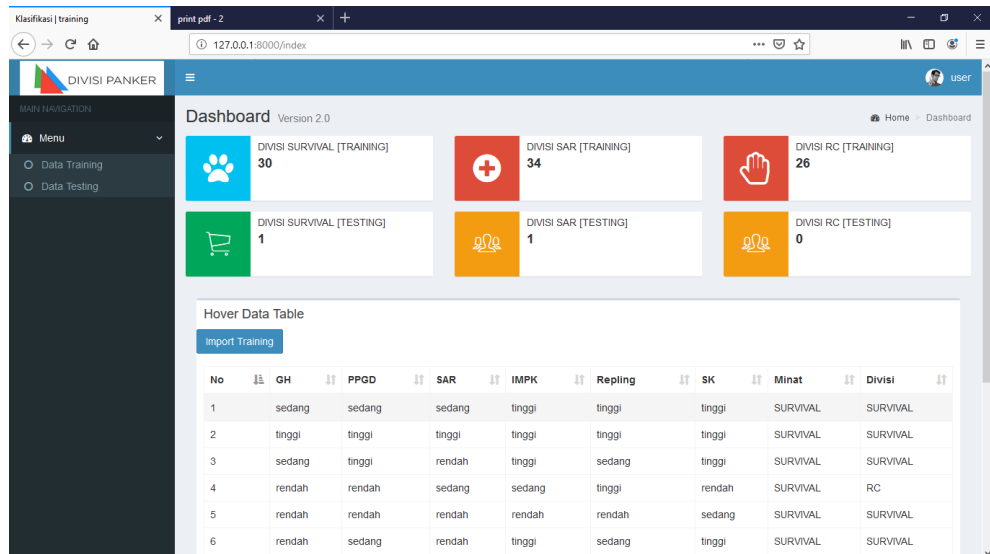 Klasifikasi | training
print pdf - 2
127.0.0.1:8000/index
DIVISI PANKER
user
MAIN NAVIGATION
Menu
Data Training
Data Testing
Dashboard Version 2.0
Home > Dashboard
DIVISI SURVIVAL [TRAINING]
30
DIVISI SAR [TRAINING]
34
DIVISI RC [TRAINING]
26
DIVISI SURVIVAL [TESTING]
1
DIVISI SAR [TESTING]
1
DIVISI RC [TESTING]
0
Hover Data Table
Import Training
No GH PPGD SAR IMPK Repling SK Minat Divisi
1 sedang sedang sedang tinggi tinggi tinggi SURVIVAL SURVIVAL
2 tinggi tinggi tinggi tinggi tinggi tinggi SURVIVAL SURVIVAL
3 sedang tinggi rendah tinggi sedang tinggi SURVIVAL SURVIVAL
4 rendah rendah sedang sedang tinggi rendah SURVIVAL RC
5 rendah rendah rendah rendah rendah sedang SURVIVAL SURVIVAL
6 rendah sedang rendah tinggi sedang tinggi SURVIVAL SURVIVAL